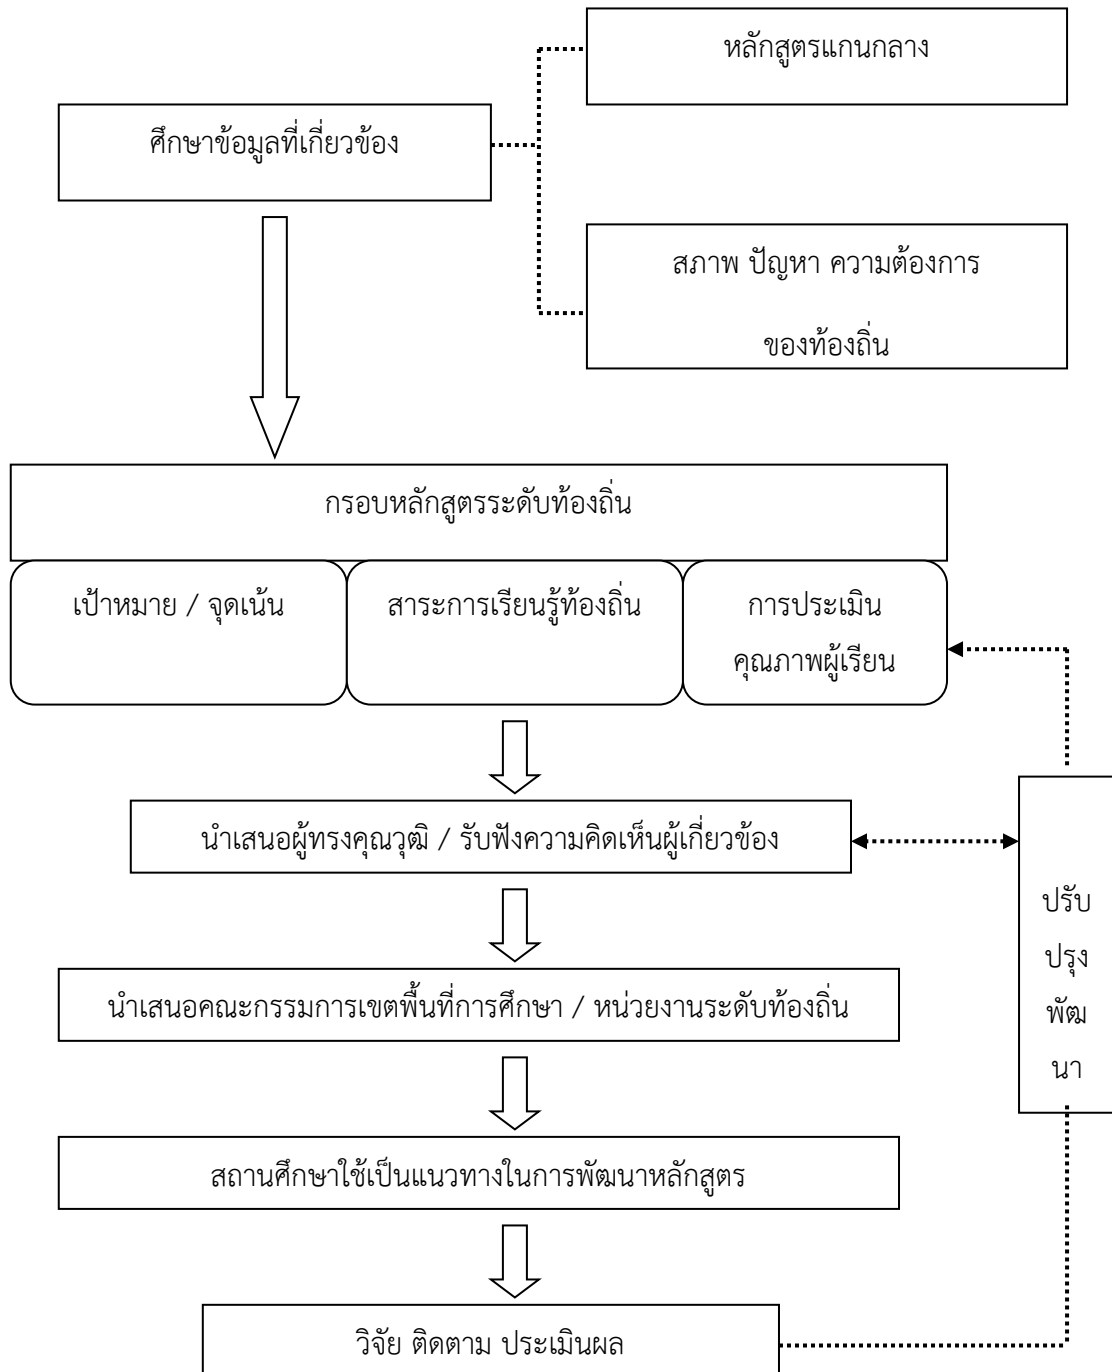 หลักสูตรแกนกลาง
ศึกษาข้อมูลที่เกี่ยวข้อง
สภาพ ปัญหา ความต้องการ
ของท้องถิ่น
กรอบหลักสูตรระดับท้องถิ่น
เป้าหมาย / จุดเน้น
สาระการเรียนรู้ท้องถิ่น
การประเมิน
คุณภาพผู้เรียน
นำเสนอผู้ทรงคุณวุฒิ / รับฟังความคิดเห็นผู้เกี่ยวข้อง
ปรับ
ปรุง
พัฒ
นา
นำเสนอคณะกรรมการเขตพื้นที่การศึกษา / หน่วยงานระดับท้องถิ่น
สถานศึกษาใช้เป็นแนวทางในการพัฒนาหลักสูตร
วิจัย ติดตาม ประเมินผล